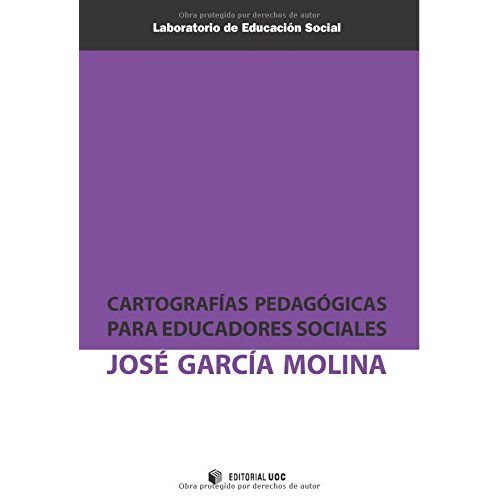 Obra protegido por derechos de autor
Laboratorio de Educación Social
CARTOGRAFÍAS PEDAGÓGICAS
PARA EDUCADORES SOCIALES
JOSÉ GARCÍA MOLINA
EDITORIAL UOC
Obra protegido por derechos de autor